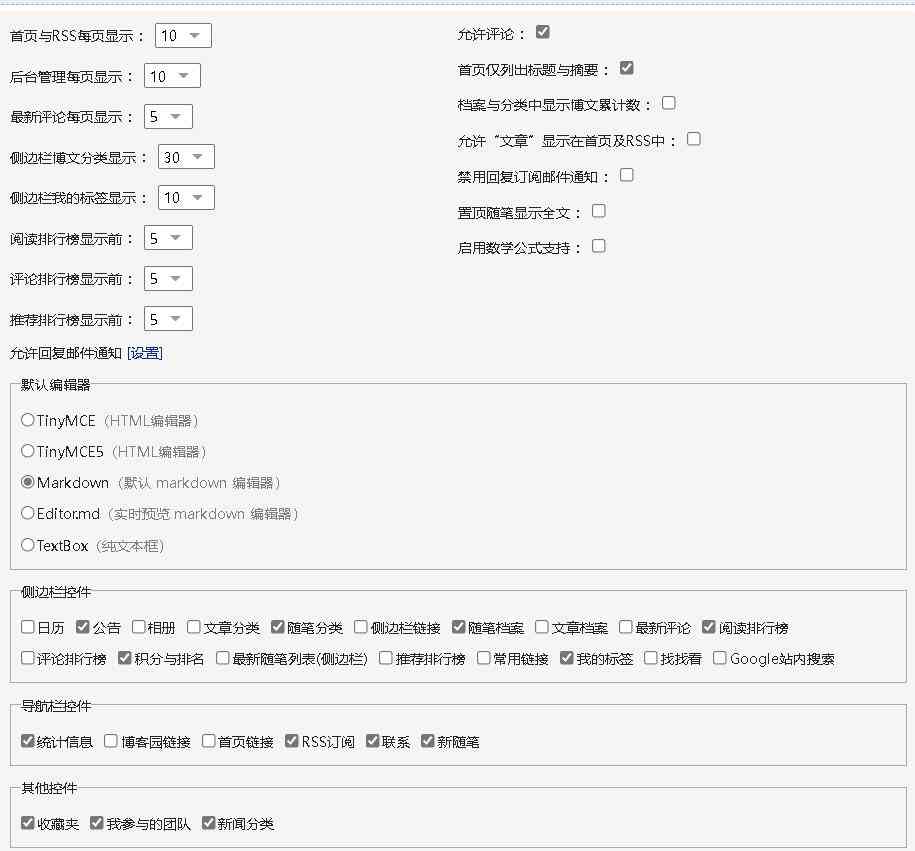 首页与RSS每页显示： 10
后台管理每页显示： 10
最新评论每页显示： 5
侧边栏博文分类显示： 30
侧边栏我的标签显示： 10
阅读排行榜显示前： 5
评论排行榜显示前： 5
推荐排行榜显示前： 5
允许回复邮件通知 [设置]
允许评论：
首页仅列出标题与摘要：
档案与分类中显示博文累计数：
允许“文章”显示在首页及RSS中：
禁用回复订阅邮件通知：
置页随笔显示全文：
启用数学公式支持：
默认编辑器
TinyMCE（HTML编辑器）
TinyMCE5（HTML编辑器）
Markdown（默认 markdown 编辑器）
Editor.md（实时预览 markdown 编辑器）
TextBox（纯文本框）
侧边栏控件
日历 公告 相册 文章分类 随笔分类 侧边栏链接 随笔档案 文章档案 最新评论 阅读排行榜
评论排行榜 积分与排名 最新随笔列表(侧边栏) 推荐排行榜 常用链接 我的标签 找找看 Google站内搜索
导航栏控件
统计信息 博客园链接 首页链接 RSS订阅 联系 新随笔
其他控件
收藏夹 我参与的团队 新闻分类